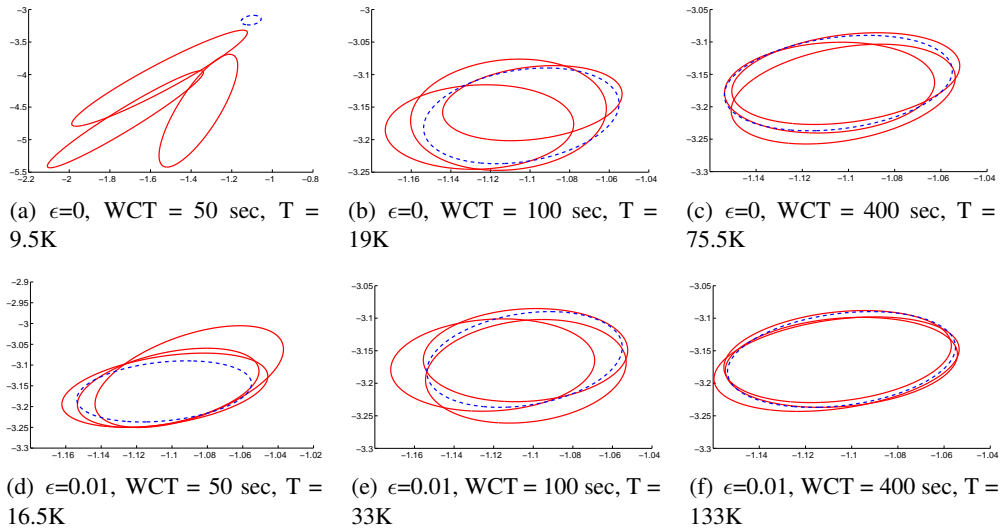 −3
−3.5
−4
−4.5
−5
−5.5
−2.2 −2 −1.8 −1.6 −1.4 −1.2 −1 −0.8
(a) ϵ=0, WCT = 50 sec, T =
9.5K
−3.05
−3.1
−3.15
−3.2
−3.25
−1.16 −1.14 −1.12 −1.1 −1.08 −1.06 −1.04
(b) ϵ=0, WCT = 100 sec, T =
19K
−3.05
−3.1
−3.15
−3.2
−3.25
−3.3
−1.14 −1.12 −1.1 −1.08 −1.06 −1.04
(c) ϵ=0, WCT = 400 sec, T =
75.5K
−2.9
−2.95
−3
−3.05
−3.1
−3.15
−3.2
−3.25
−3.3
−1.16 −1.14 −1.12 −1.1 −1.08 −1.06 −1.04 −1.02
(d) ϵ=0.01, WCT = 50 sec, T =
16.5K
−3.05
−3.1
−3.15
−3.2
−3.25
−3.3
−1.16 −1.14 −1.12 −1.1 −1.08 −1.06 −1.04
(e) ϵ=0.01, WCT = 100 sec, T =
33K
−3.05
−3.1
−3.15
−3.2
−3.25
−3.3
−1.14 −1.12 −1.1 −1.08 −1.06 −1.04
(f) ϵ=0.01, WCT = 400 sec, T =
133K